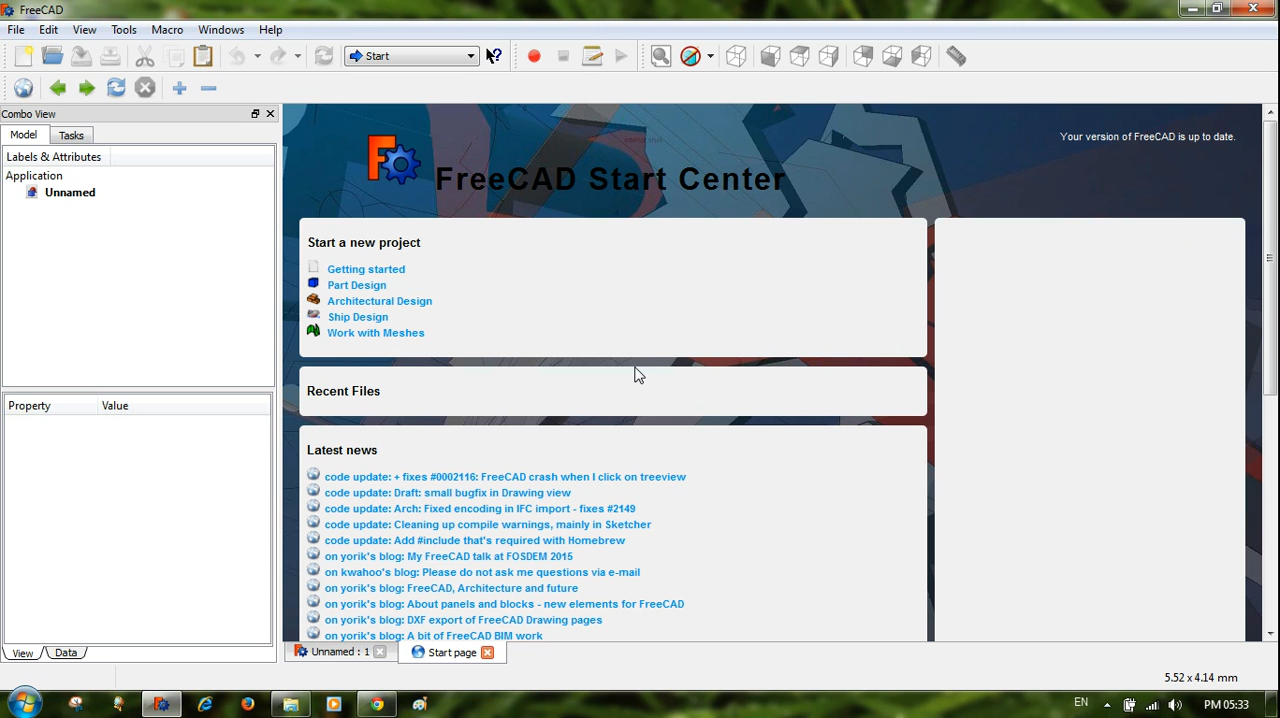 FreeCAD
File Edit View Tools Macro Windows Help
Start
Combo View
Model Tasks
Labels & Attributes
Application
Unnamed
Property Value
View Data
Your version of FreeCAD is up to date.
FreeCAD Start Center
Start a new project
Getting started
Part Design
Architectural Design
Ship Design
Work with Meshes
Recent Files
Latest news
code update: + fixes #0002116: FreeCAD crash when I click on treeview
code update: Draft: small bugfix in Drawing view
code update: Arch: Fixed encoding in IFC import - fixes #2149
code update: Cleaning up compile warnings, mainly in Sketcher
code update: Add #include that's required with Homebrew
on yorik's blog: My FreeCAD talk at FOSDEM 2015
on kwahoo's blog: Please do not ask me questions via e-mail
on yorik's blog: FreeCAD, Architecture and future
on yorik's blog: About panels and blocks - new elements for FreeCAD
on yorik's blog: DXF export of FreeCAD Drawing pages
on yorik's blog: A bit of FreeCAD BIM work
Unnamed : 1 Start page
5.52 x 4.14 mm
EN PM 05:33